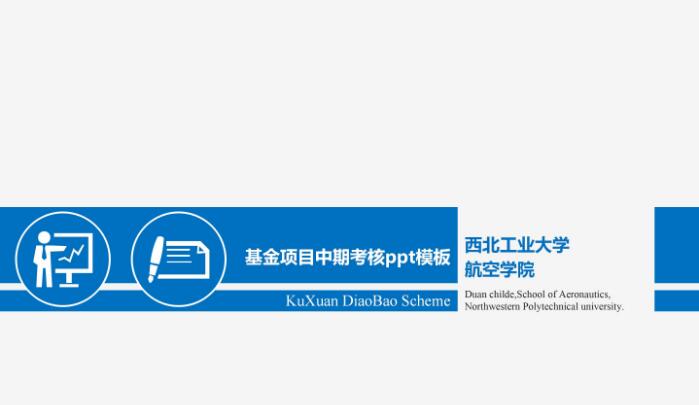 基金项目中期考核ppt模板
KuXuan DiaoBao Scheme
西北工业大学
航空学院
Duan childe,School of Aeronautics,
Northwestern Polytechnical university.